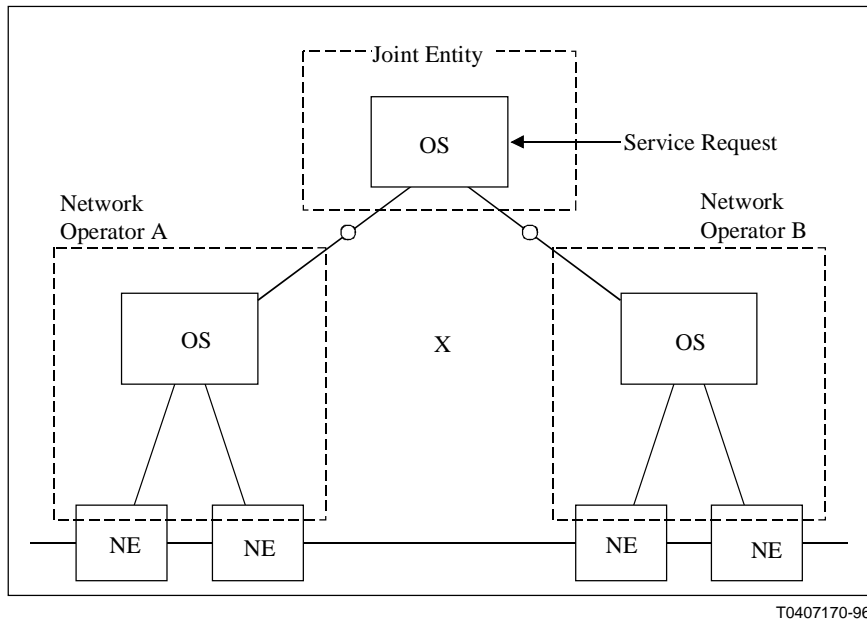 Joint Entity
OS
Service Request
Network
Operator A
Network
Operator B
OS
X
OS
NE
NE
NE
NE
T0407170-96